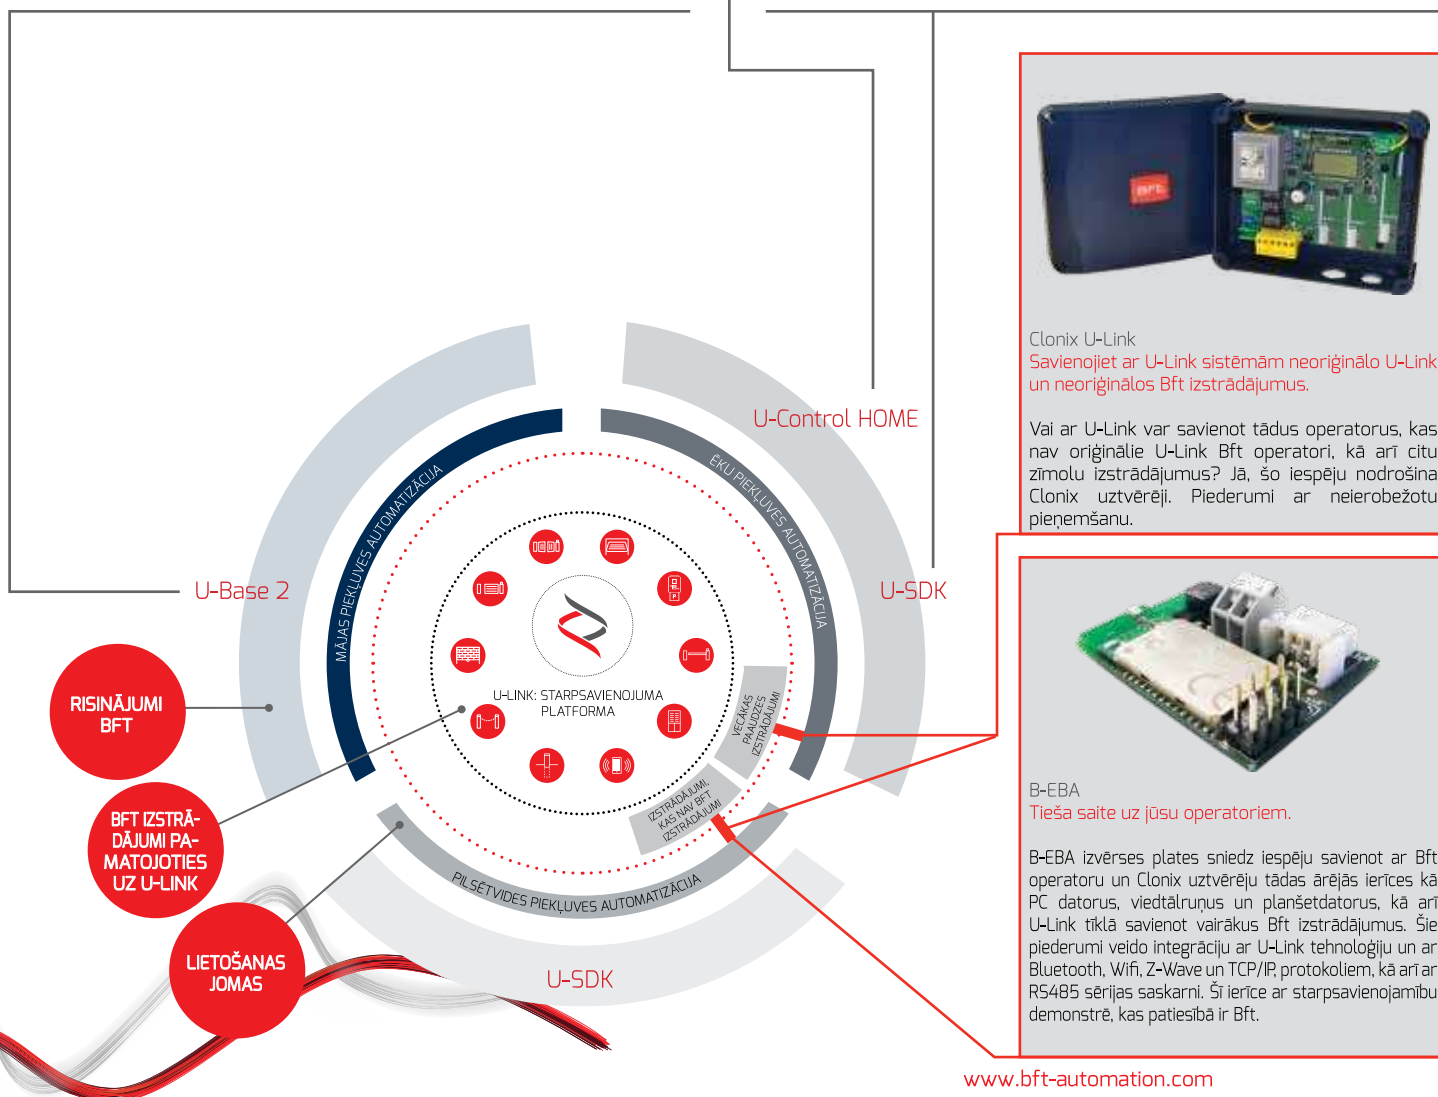 Bft
Clonix U-Link
Savienojiet ar U-Link sistēmām neoriģinālo U-Link
un neoriģinālos Bft izstrādājumus.
Vai ar U-Link var savienot tādus operatorus, kas
nav oriģinālie U-Link Bft operatori, kā arī citu
zīmolu izstrādājumus? Jā, šo iespēju nodrošina
Clonix uztvērēji. Piederumi ar neierobežotu
pieņemšanu.
U-Control HOME
U-Base 2
U-SDK
MĀJAS PIEKĻUVES AUTOMATIZĀCIJA
ĒKU PIEKĻUVES AUTOMATIZĀCIJA
P
U-LINK: STARPSAVIENOJUMA
PLATFORMA
VECĀKAS
PAAUDZES
IZSTRĀDĀJUMI
IZSTRĀDĀJUMI,
KAS NAV BFT
IZSTRĀDĀJUMI
PILSĒTVIDES PIEKĻUVES AUTOMATIZĀCIJA
U-SDK
RISINĀJUMI
BFT
BFT IZSTRĀ-
DĀJUMI PA-
MATOJOTIES
UZ U-LINK
LIETOŠANAS
JOMAS
B-EBA
Tieša saite uz jūsu operatoriem.
B-EBA izvērses plates sniedz iespēju savienot ar Bft
operatoru un Clonix uztvērēju tādas ārējās ierīces kā
PC datorus, viedtālruņus un planšetdatorus, kā arī
U-Link tīklā savienot vairākus Bft izstrādājumus. Šie
piederumi veido integrāciju ar U-Link tehnoloģiju un ar
Bluetooth, Wifi, Z-Wave un TCP/IP, protokoliem, kā arī ar
RS485 sērijas saskarni. Šī ierīce ar starpsavienojamību
demonstrē, kas patiesībā ir Bft.
www.bft-automation.com